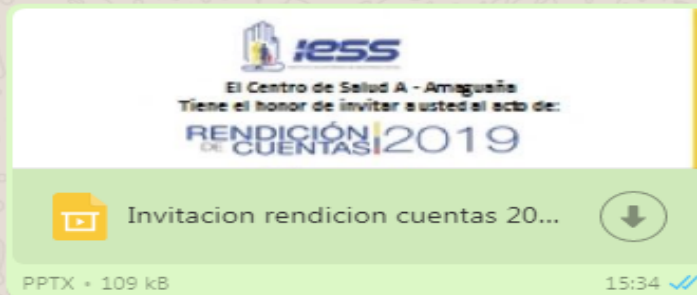 iess
El Centro de Salud A - Amaguaña
Tiene el honor de invitar a usted al acto de:
RENDICIÓN
DE CUENTAS 2019
Invitacion rendicion cuentas 20...
PPTX • 109 kB
15:34